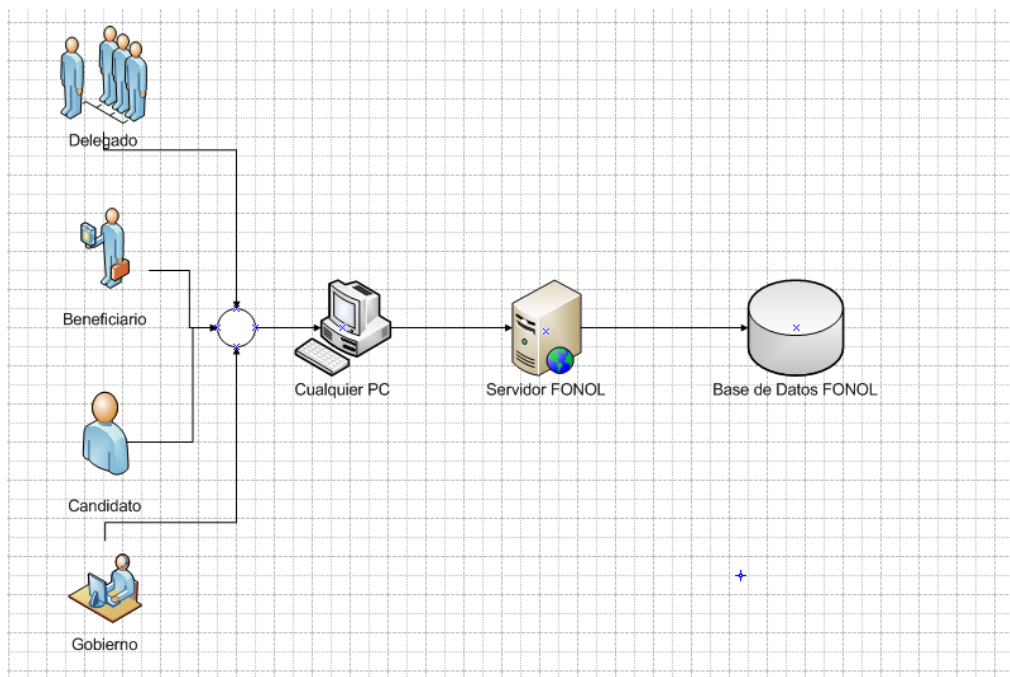 Delegado
Beneficiario
Cualquier PC
Servidor FONOL
Base de Datos FONOL
Candidato
Gobierno